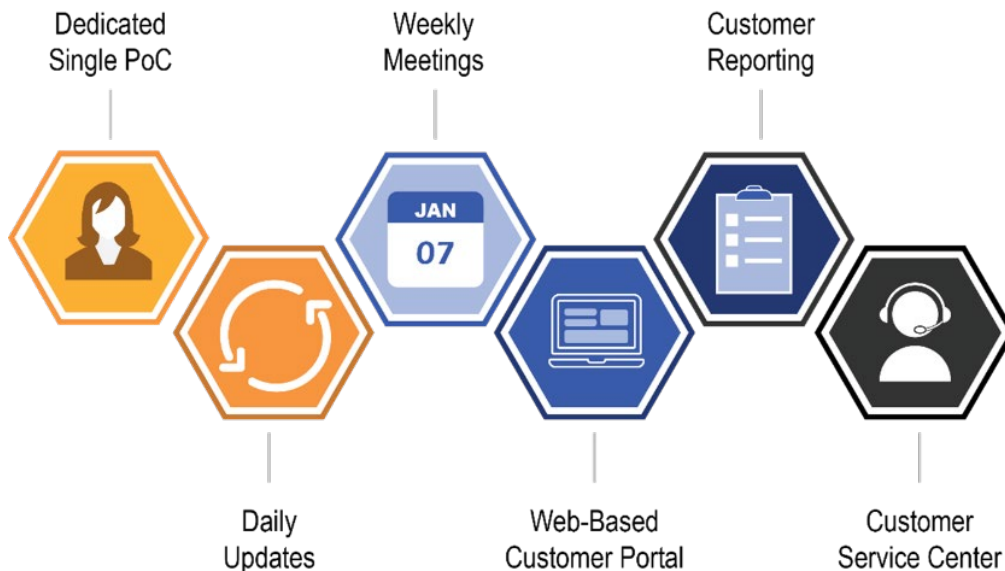 Dedicated
Single PoC
Weekly
Meetings
Customer
Reporting
JAN
07
Daily
Updates
Web-Based
Customer Portal
Customer
Service Center